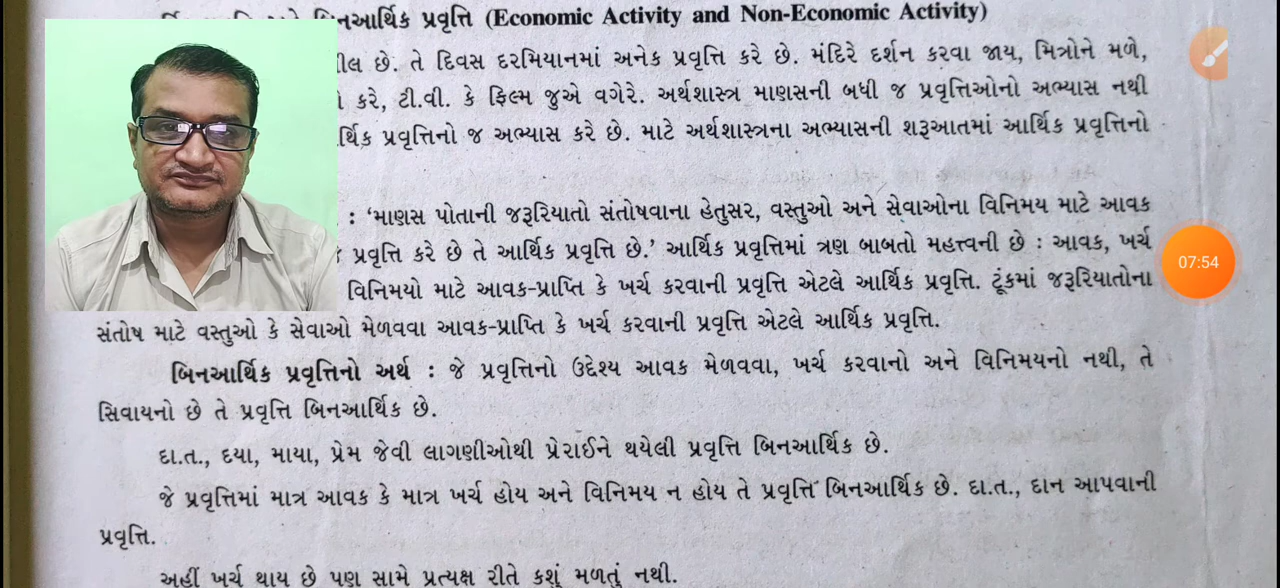 બિનઆર્થિક પ્રવૃત્તિ (Economic Activity and Non-Economic Activity)
છે. તે દિવસ દરમિયાનમાં અનેક પ્રવૃત્તિ કરે છે. મંદિરે દર્શન કરવા જાય, મિત્રોને મળે,
કરે, ટી.વી. કે ફિલ્મ જુએ વગેરે. અર્થશાસ્ત્ર માણસની બધી જ પ્રવૃત્તિઓનો અભ્યાસ નથી
પ્રવૃત્તિનો જ અભ્યાસ કરે છે. માટે અર્થશાસ્ત્રના અભ્યાસની શરૂઆતમાં આર્થિક પ્રવૃત્તિનો
: ‘માણસ પોતાની જરૂરિયાતો સંતોષવાના હેતુસર, વસ્તુઓ અને સેવાઓના વિનિમય માટે આવક
પ્રવૃત્તિ કરે છે તે આર્થિક પ્રવૃત્તિ છે.’ આર્થિક પ્રવૃત્તિમાં ત્રણ બાબતો મહત્ત્વની છે : આવક, ખર્ચ
વિનિમયો માટે આવક-પ્રાપ્તિ કે ખર્ચ કરવાની પ્રવૃત્તિ એટલે આર્થિક પ્રવૃત્તિ. ટૂંકમાં જરૂરિયાતોના
સંતોષ માટે વસ્તુઓ કે સેવાઓ મેળવવા આવક-પ્રાપ્તિ કે ખર્ચ કરવાની પ્રવૃત્તિ એટલે આર્થિક પ્રવૃત્તિ.
બિનઆર્થિક પ્રવૃત્તિનો અર્થ : જે પ્રવૃત્તિનો ઉદ્દેશ્ય આવક મેળવવા, ખર્ચ કરવાનો અને વિનિમયનો નથી, તે
સિવાયનો છે તે પ્રવૃત્તિ બિનઆર્થિક છે.
દા.ત., દયા, માયા, પ્રેમ જેવી લાગણીઓથી પ્રેરાઈને થયેલી પ્રવૃત્તિ બિનઆર્થિક છે.
જે પ્રવૃત્તિમાં માત્ર આવક કે માત્ર ખર્ચ હોય અને વિનિમય ન હોય તે પ્રવૃત્તિ બિનઆર્થિક છે. દા.ત., દાન આપવાની
પ્રવૃત્તિ.
અહીં ખર્ચ થાય છે પણ સામે પ્રત્યક્ષ રીતે કશું મળતું નથી.
07:54